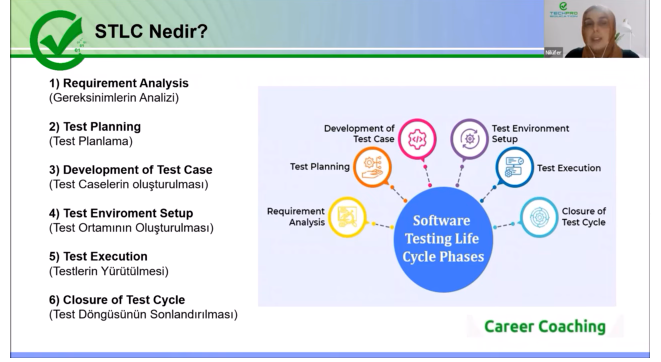 STLC Nedir?
TECHPRO
Nilüfer
1) Requirement Analysis
(Gereksinimlerin Analizi)
2) Test Planning
(Test Planlama)
3) Development of Test Case
(Test Caselerin oluşturulması)
4) Test Enviroment Setup
(Test Ortamının Oluşturulması)
5) Test Execution
(Testlerin Yürütülmesi)
6) Closure of Test Cycle
(Test Döngüsünün Sonlandırılması)
Development of
Test Case
Test Environment
Setup
Test Planning
Test Execution
Requirement
Analysis
Closure of
Test Cycle
Software
Testing Life
Cycle Phases
Career Coaching